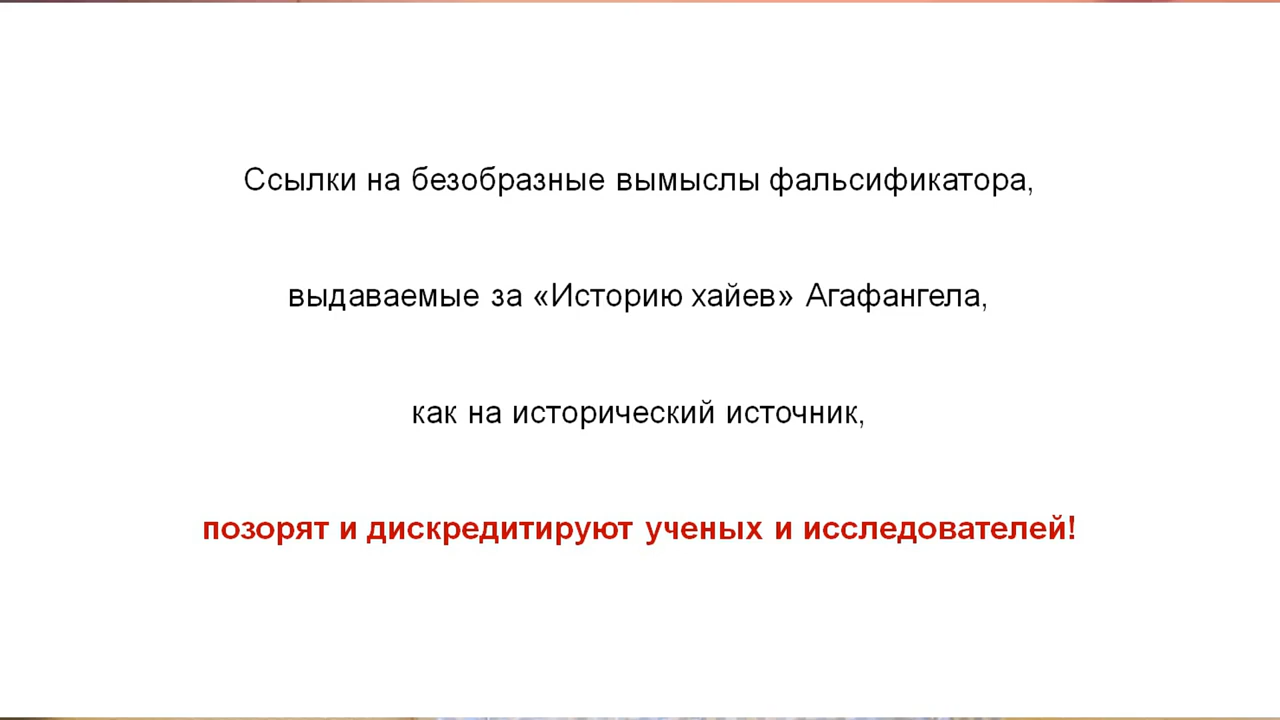 Ссылки на безобразные вымыслы фальсификатора,
выдаваемые за «Историю хайев» Агафангела,
как на исторический источник,
позорят и дискредитируют ученых и исследователей!